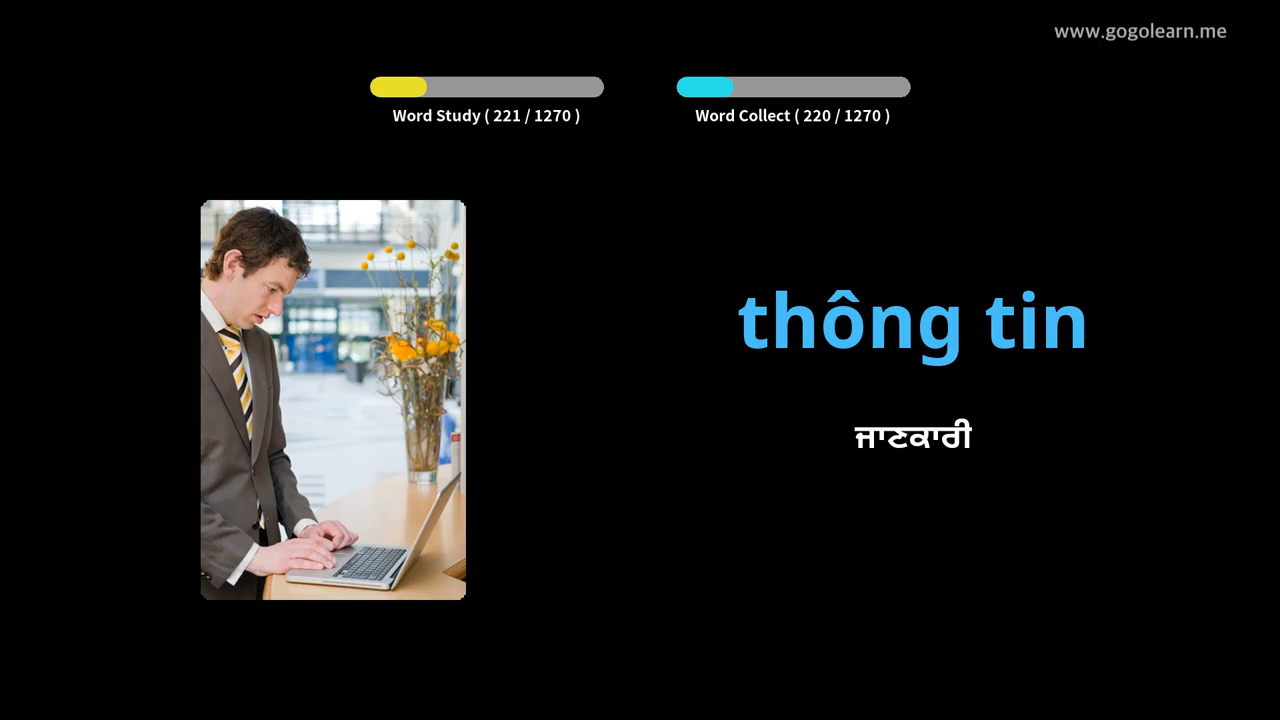 www.gogolearn.me
Word Study ( 221 / 1270 )
Word Collect ( 220 / 1270 )
thông tin
ਜਾਣਕਾਰੀ